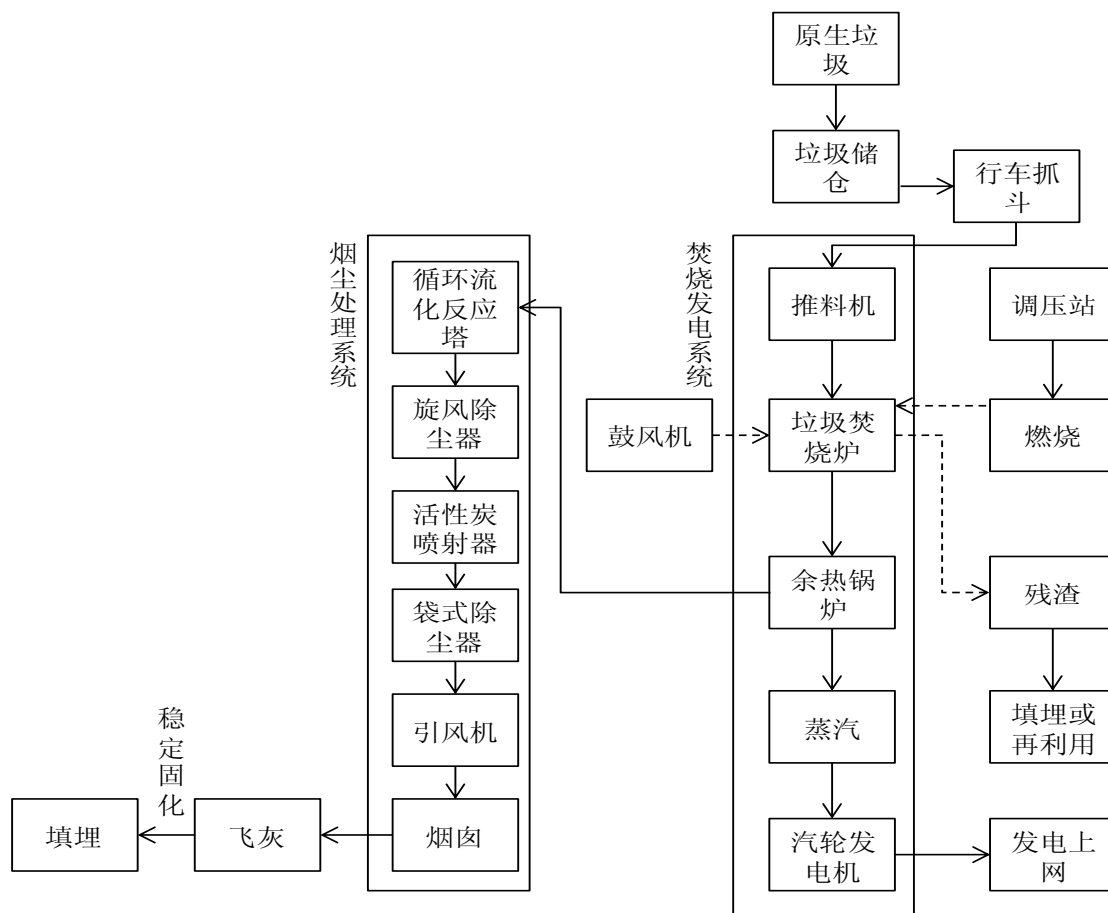 原生垃
圾
垃圾储
仓
行车抓
斗
烟尘处理系统
焚烧发电系统
循环流
化反应
塔
推料机
调压站
旋风除
尘器
鼓风机
垃圾焚
烧炉
燃烧
活性炭
喷射器
余热锅
炉
残渣
袋式除
尘器
引风机
蒸汽
填埋或
再利用
稳定固化
填埋
飞灰
烟囱
汽轮发
电机
发电上
网